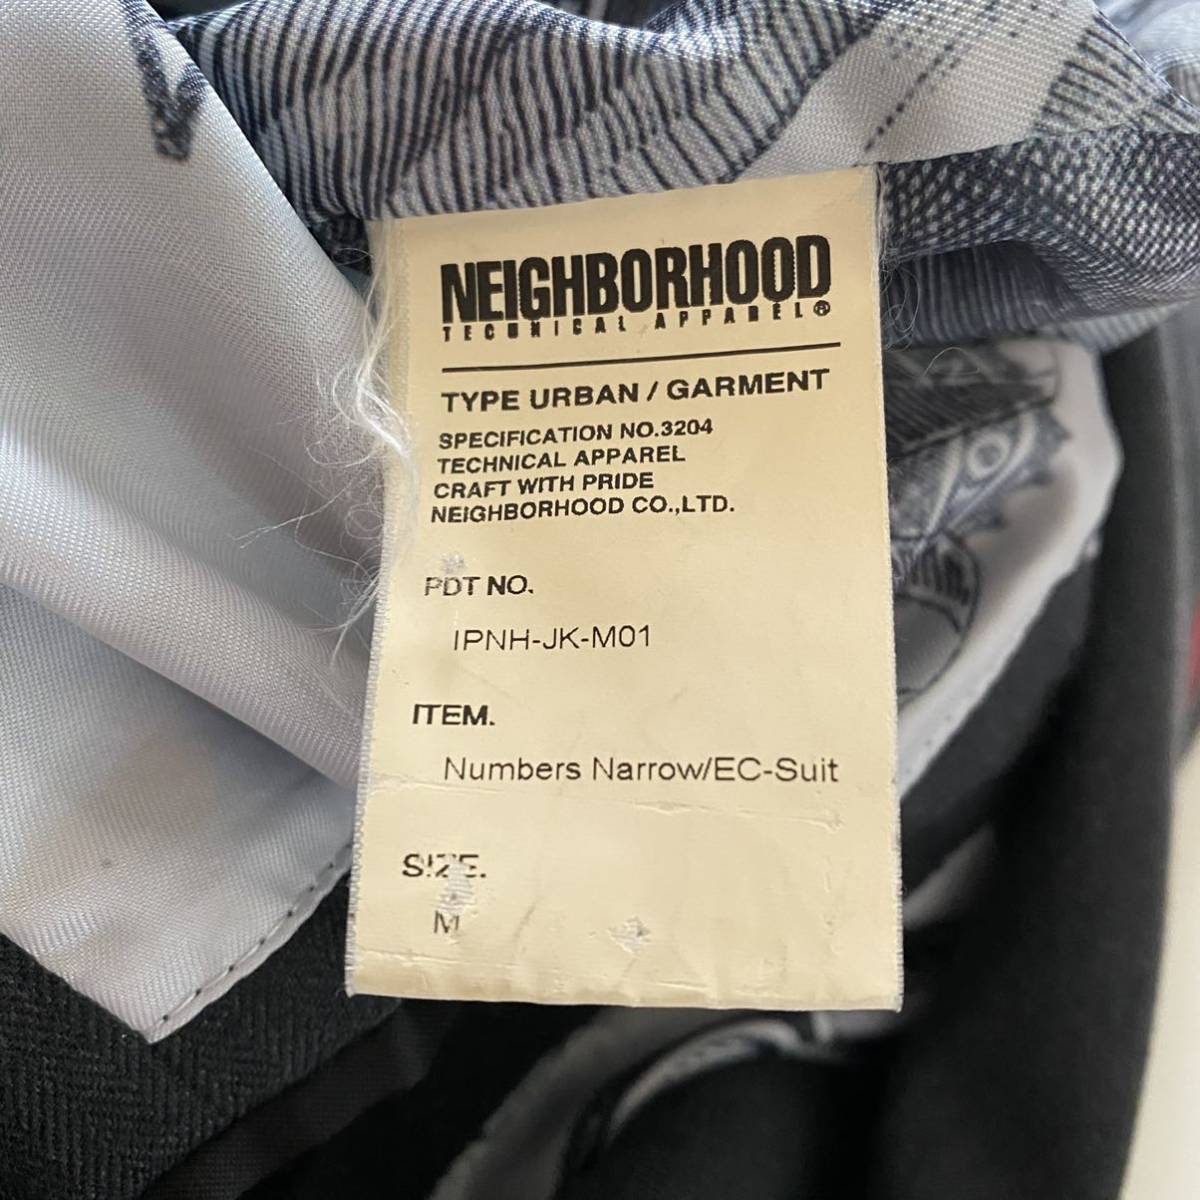 NEIGHBORHOOD
TECHNICAL APPAREL®
TYPE URBAN / GARMENT
SPECIFICATION NO.3204
TECHNICAL APPAREL
CRAFT WITH PRIDE
NEIGHBORHOOD CO.,LTD.
PDT NO.
IPNH-JK-M01
ITEM.
Numbers Narrow/EC-Suit
SIZE.
M